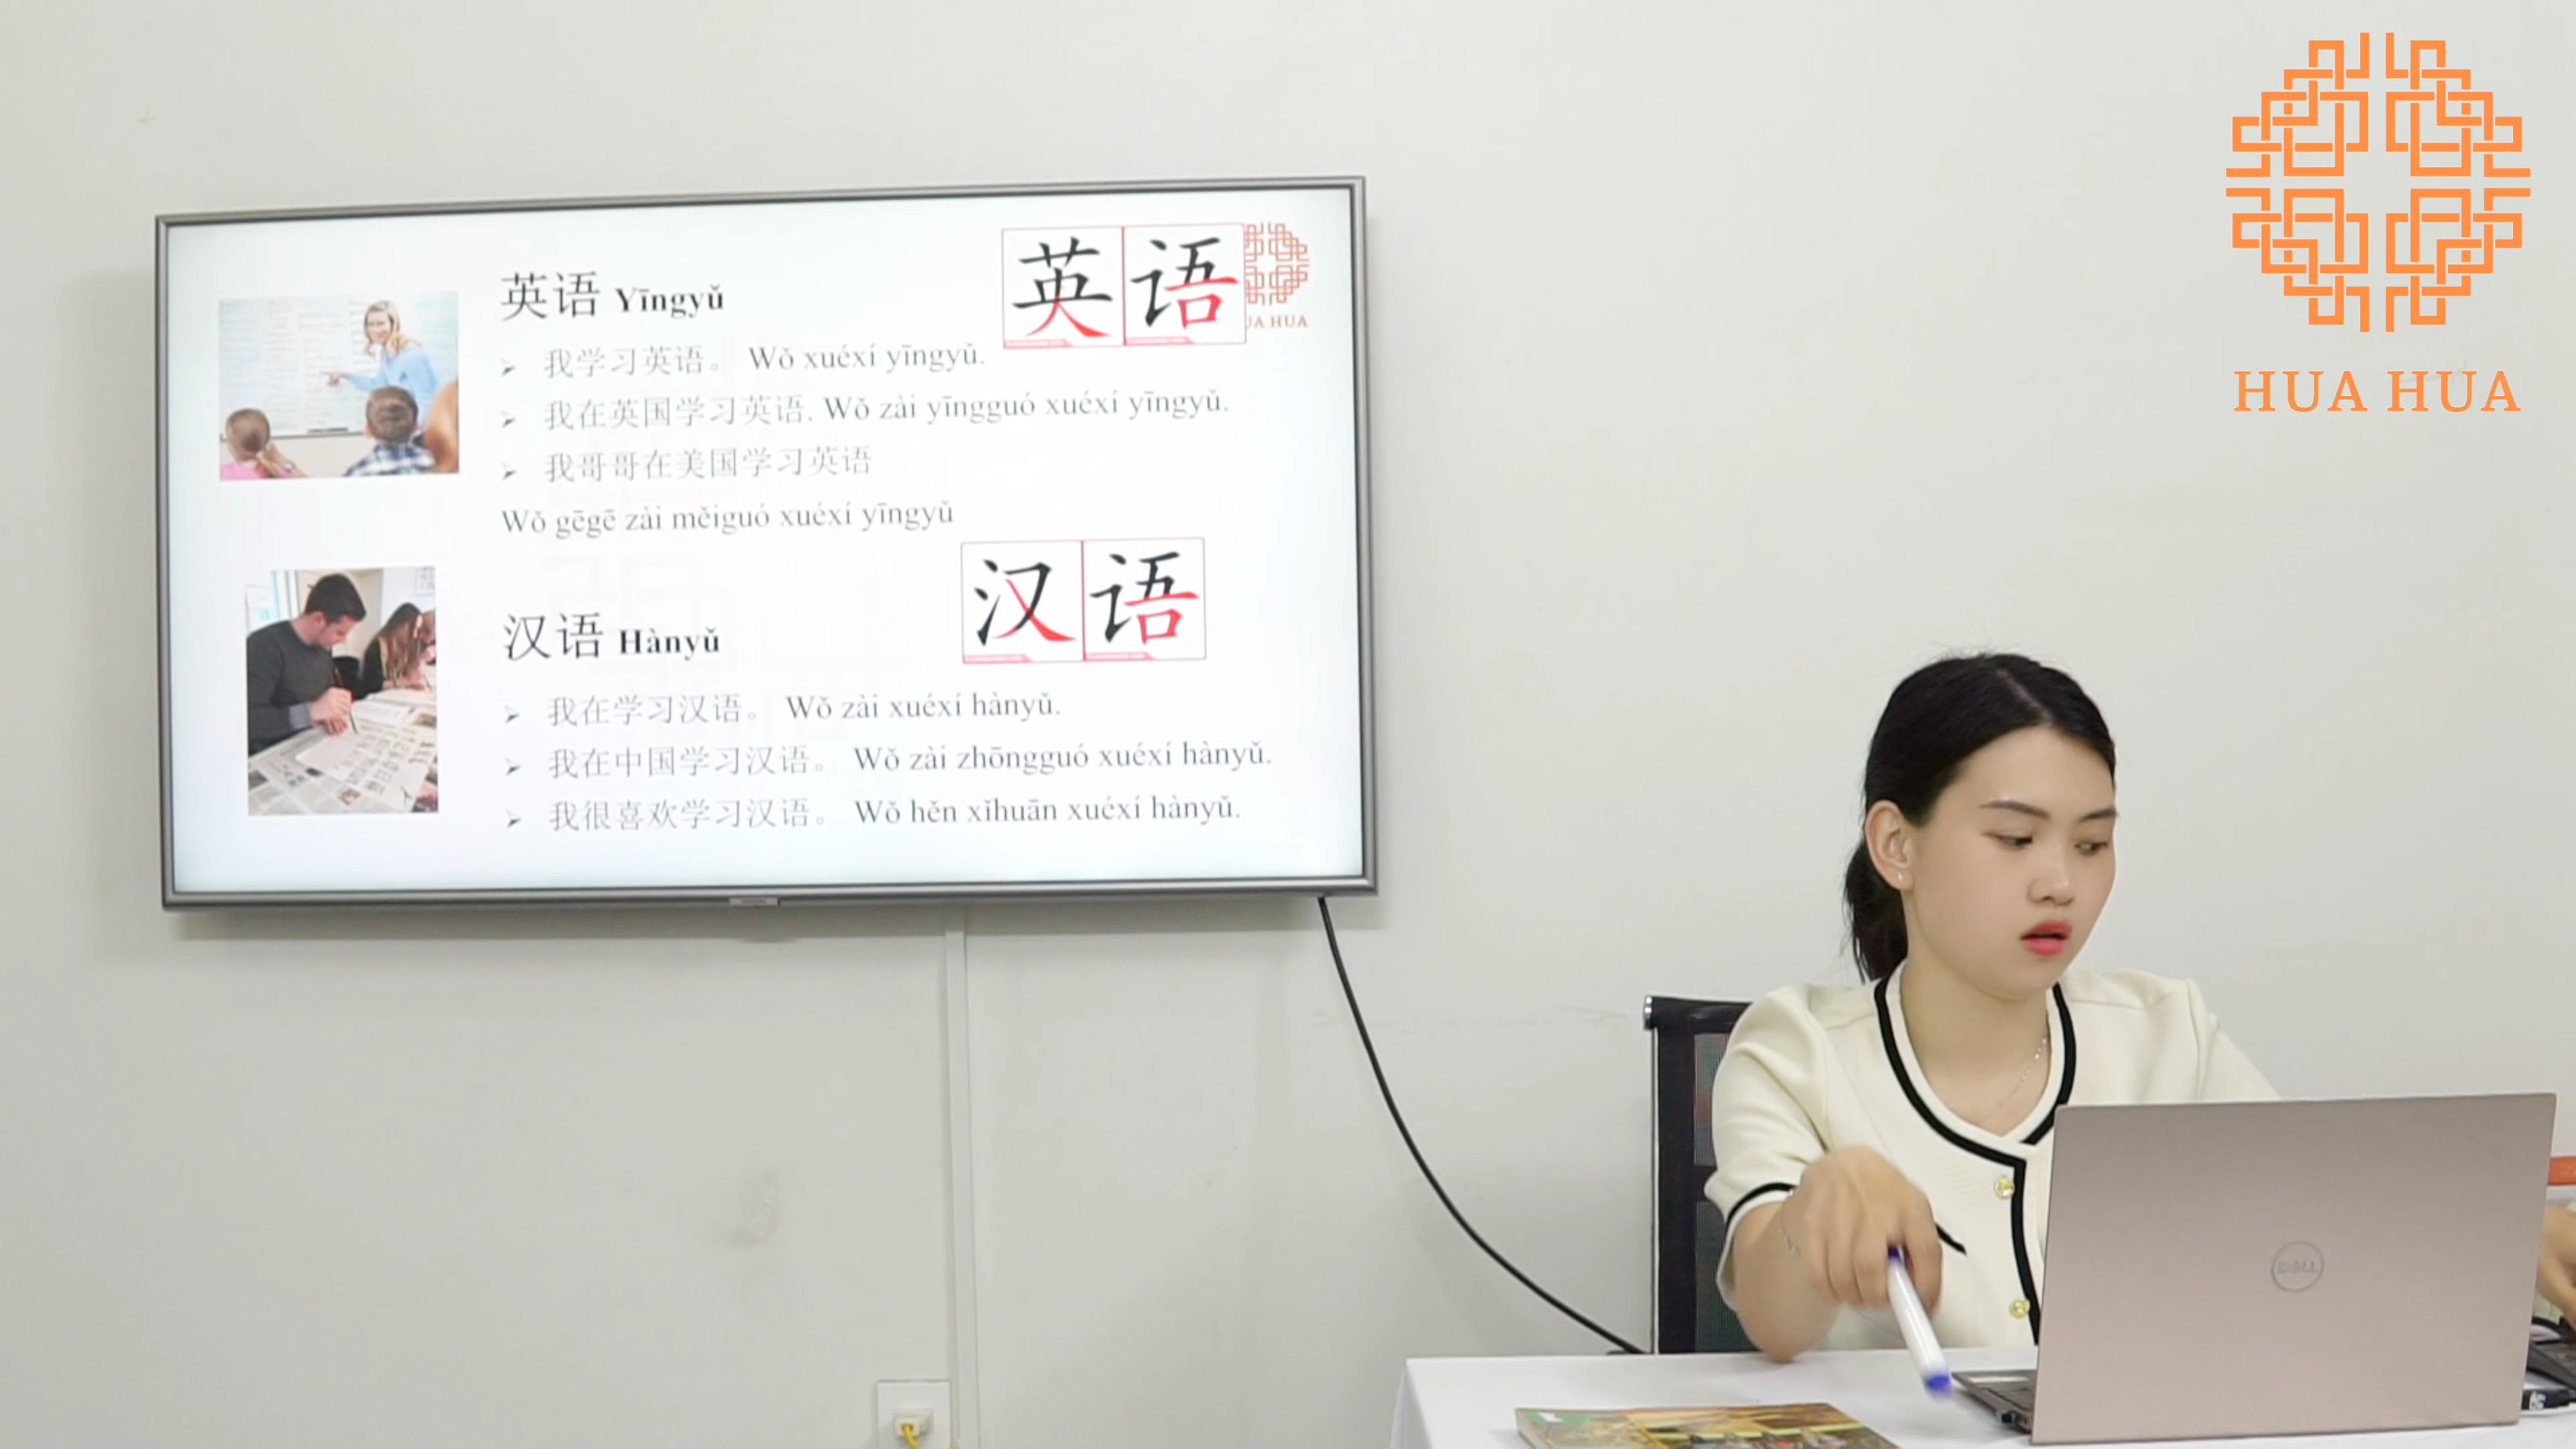 英语 Yīngyǔ
英语
➢ 我学习英语。 Wǒ xuéxí yīngyǔ.
➢ 我在英国学习英语. Wǒ zài yīngguó xuéxí yīngyǔ.
➢ 我哥哥在美国学习英语
Wǒ gēgē zài měiguó xuéxí yīngyǔ
汉语 Hànyǔ
汉语
➢ 我在学习汉语。 Wǒ zài xuéxí hànyǔ.
➢ 我在中国学习汉语。 Wǒ zài zhōngguó xuéxí hànyǔ.
➢ 我很喜欢学习汉语。 Wǒ hěn xǐhuān xuéxí hànyǔ.
UA HUA
HUA HUA
DELL